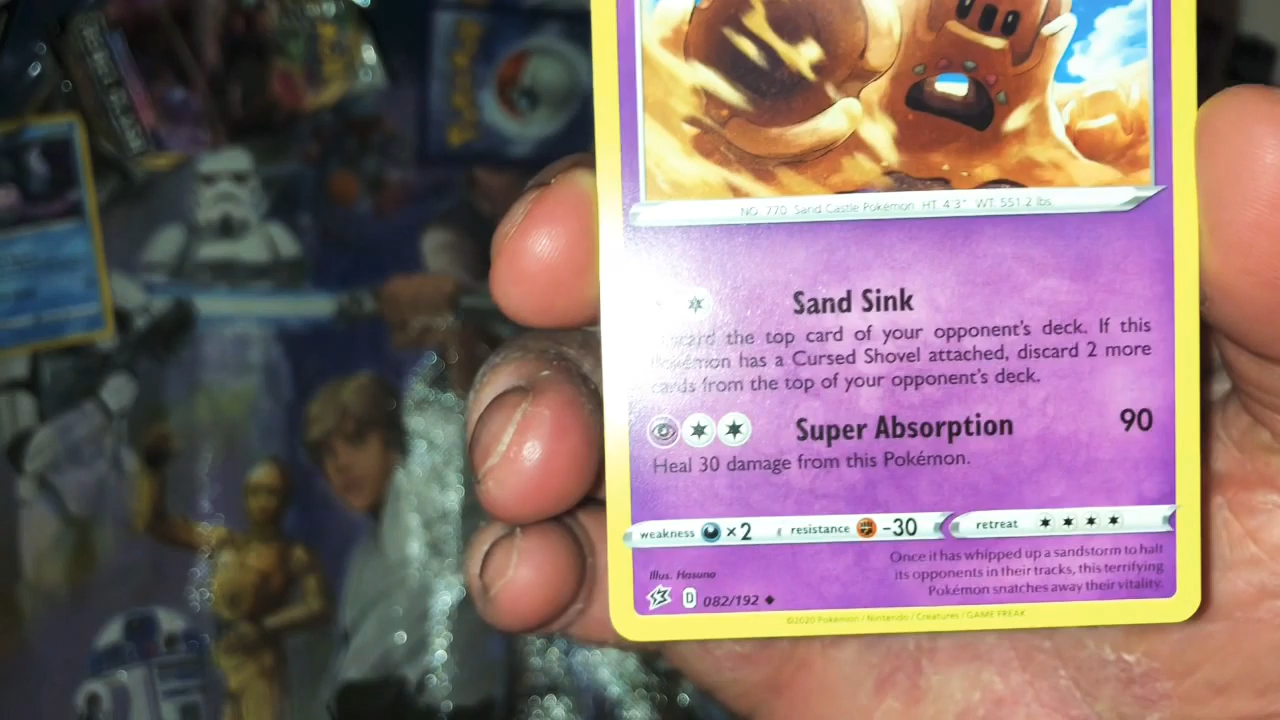 NO. 770 Sand Castle Pokémon HT 4'3" WT. 551.2 lbs.
Sand Sink
the top card of your opponent's deck. If this
Pokémon has a Cursed Shovel attached, discard 2 more
cards from the top of your opponent's deck.
Super Absorption 90
Heal 30 damage from this Pokémon.
weakness ×2 resistance -30 retreat
Once it has whipped up a sandstorm to halt
its opponents in their tracks, this terrifying
Pokémon snatches away their vitality.
Illus. Hasuno
D 082/192
©2020 Pokémon / Nintendo / Creatures / GAME FREAK